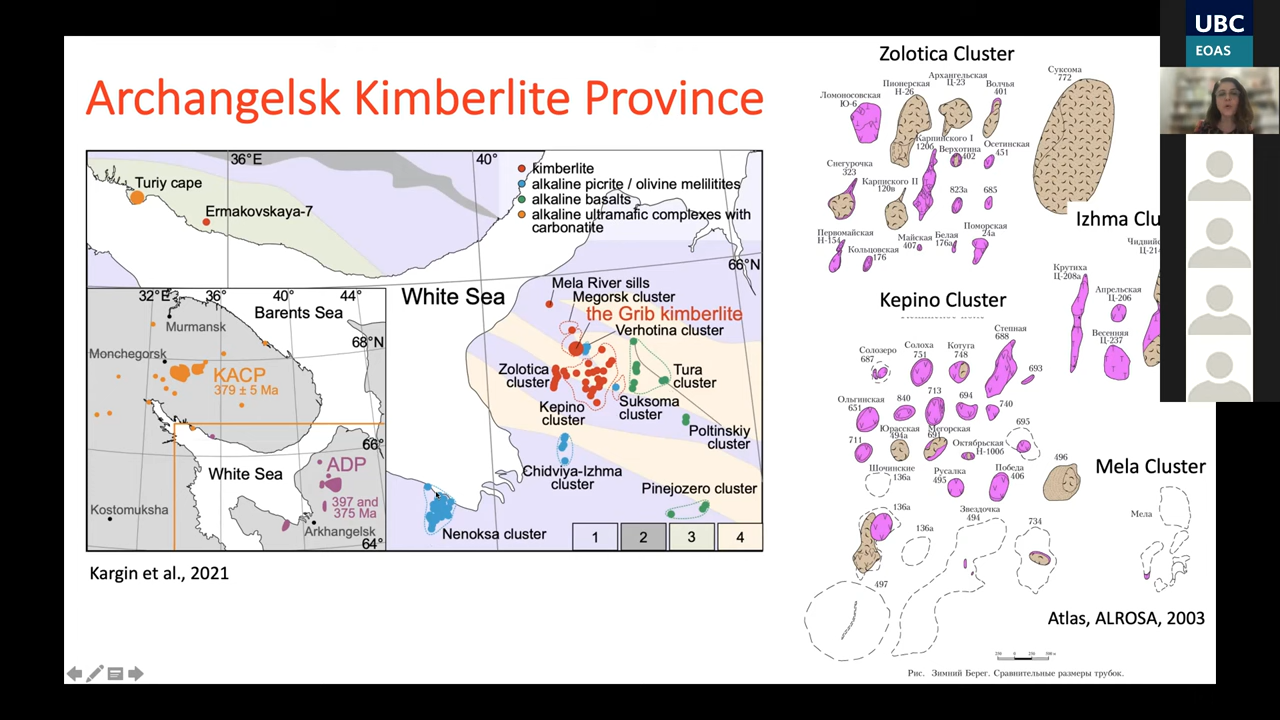 UBC
EOAS
Archangelsk Kimberlite Province
36°E
40°
kimberlite
alkaline picrite / olivine melilitites
alkaline basalts
alkaline ultramafic complexes with
carbonatite
Turiy cape
Ermakovskaya-7
66°N
White Sea
Mela River sills
Megorsk cluster
the Grib kimberlite
Verhotina cluster
Zolotica
cluster
Tura
cluster
Kepino
cluster
Suksoma
cluster
Poltinskiy
cluster
Chidviya-Izhma
cluster
Pinejozero cluster
Nenoksa cluster
1
2
3
4
32°E
36°
40°
44°
Murmansk
Barents Sea
68°N
Monchegorsk
KACP
379 ± 5 Ma
66°
White Sea
ADP
397 and
375 Ma
Kostomuksha
Arkhangelsk
64°
Kargin et al., 2021
Zolotica Cluster
Ломоносовская
Ю-6
Пионерская
Н-26
Архангельская
Ц-23
Волчья
401
Суксома
772
Снегурочка
323
Карпинского I
120б
Верхотина
402
Осетинская
451
Карпинского II
120в
823а
685
Первомайская
Н-154
Кольцовская
176
Майская
407
Белая
176а
Поморская
24а
Izhma Clu
Чидвий
Ц-214
Крутиха
Ц-208а
Апрельская
Ц-206
Весенняя
Ц-237
Kepino Cluster
Солозеро
687
Солоха
751
Котуга
748
Степная
688
693
Ольгинская
651
840
713
694
740
711
Юрасская
494а
Мегорская
691
Октябрьская
Н-100б
695
Шочинские
136а
Русалка
495
Победа
406
496
136а
136а
Звездочка
494
734
497
Mela Cluster
Мела
Atlas, ALROSA, 2003
Рис. Зимний Берег. Сравнительные размеры трубок.